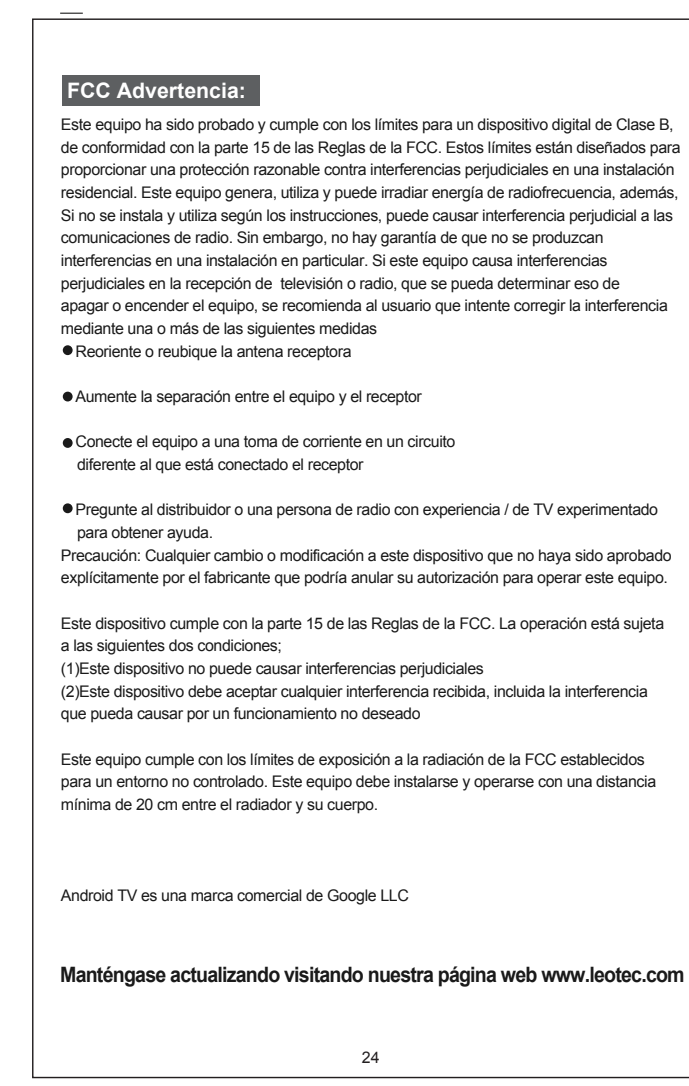 FCC Advertencia:
Este equipo ha sido probado y cumple con los límites para un dispositivo digital de Clase B,
de conformidad con la parte 15 de las Reglas de la FCC. Estos límites están diseñados para
proporcionar una protección razonable contra interferencias perjudiciales en una instalación
residencial. Este equipo genera, utiliza y puede irradiar energía de radiofrecuencia, además,
Si no se instala y utiliza según los instrucciones, puede causar interferencia perjudicial a las
comunicaciones de radio. Sin embargo, no hay garantía de que no se produzcan
interferencias en una instalación en particular. Si este equipo causa interferencias
perjudiciales en la recepción de televisión o radio, que se pueda determinar eso de
apagar o encender el equipo, se recomienda al usuario que intente corregir la interferencia
mediante una o más de las siguientes medidas
●Reoriente o reubique la antena receptora
●Aumente la separación entre el equipo y el receptor
●Conecte el equipo a una toma de corriente en un circuito
diferente al que está conectado el receptor
●Pregunte al distribuidor o una persona de radio con experiencia / de TV experimentado
para obtener ayuda.
Precaución: Cualquier cambio o modificación a este dispositivo que no haya sido aprobado
explícitamente por el fabricante que podría anular su autorización para operar este equipo.
Este dispositivo cumple con la parte 15 de las Reglas de la FCC. La operación está sujeta
a las siguientes dos condiciones;
(1)Este dispositivo no puede causar interferencias perjudiciales
(2)Este dispositivo debe aceptar cualquier interferencia recibida, incluida la interferencia
que pueda causar por un funcionamiento no deseado
Este equipo cumple con los límites de exposición a la radiación de la FCC establecidos
para un entorno no controlado. Este equipo debe instalarse y operarse con una distancia
mínima de 20 cm entre el radiador y su cuerpo.
Android TV es una marca comercial de Google LLC
Manténgase actualizando visitando nuestra página web www.leotec.com
24